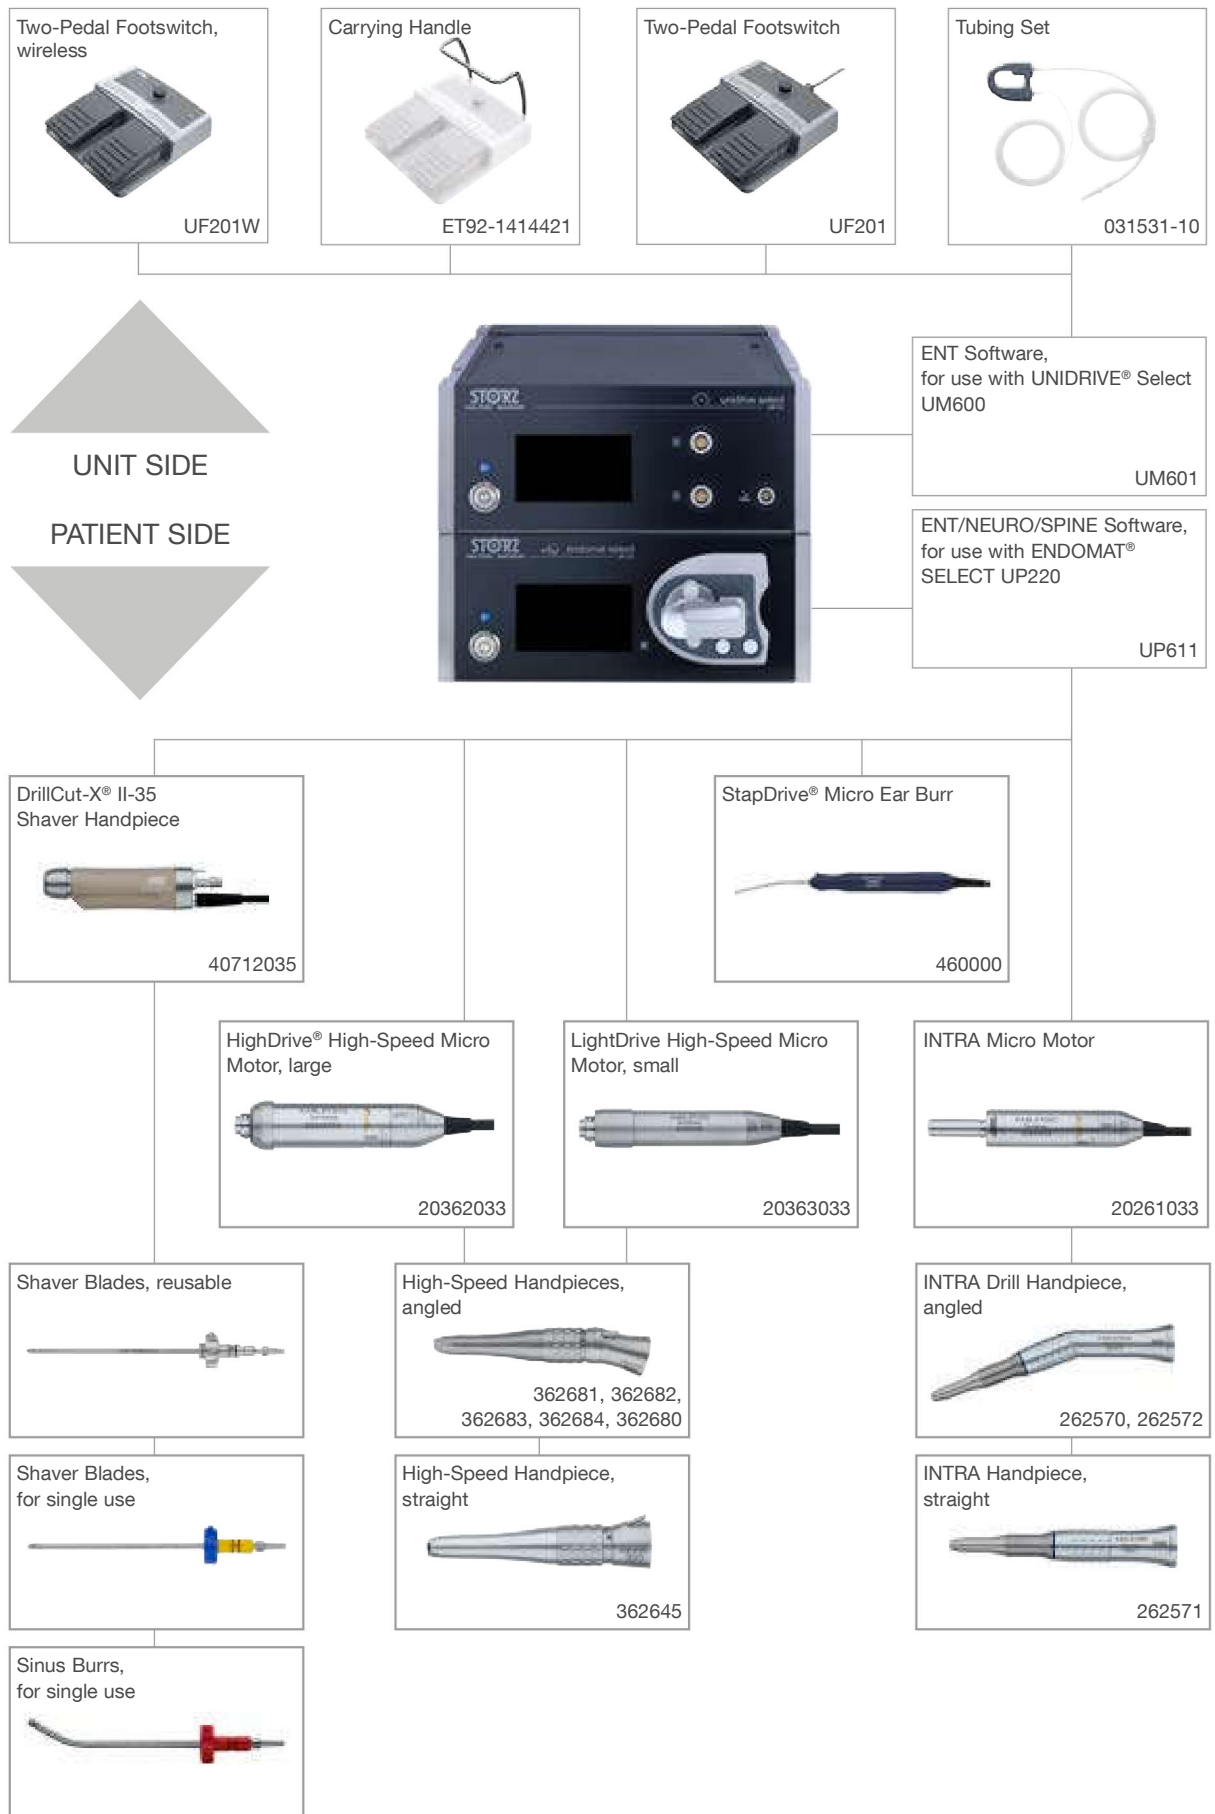 Two-Pedal Footswitch,
wireless
UF201W
Carrying Handle
ET92-1414421
Two-Pedal Footswitch
UF201
Tubing Set
031531-10
UNIT SIDE
PATIENT SIDE
STORZ
unidrive select
STORZ
endomat select
ENT Software,
for use with UNIDRIVE® Select
UM600
UM601
ENT/NEURO/SPINE Software,
for use with ENDOMAT®
SELECT UP220
UP611
DrillCut-X® II-35
Shaver Handpiece
40712035
StapDrive® Micro Ear Burr
460000
HighDrive® High-Speed Micro
Motor, large
20362033
LightDrive High-Speed Micro
Motor, small
20363033
INTRA Micro Motor
20261033
Shaver Blades, reusable
High-Speed Handpieces,
angled
362681, 362682,
362683, 362684, 362680
INTRA Drill Handpiece,
angled
262570, 262572
Shaver Blades,
for single use
High-Speed Handpiece,
straight
362645
INTRA Handpiece,
straight
262571
Sinus Burrs,
for single use